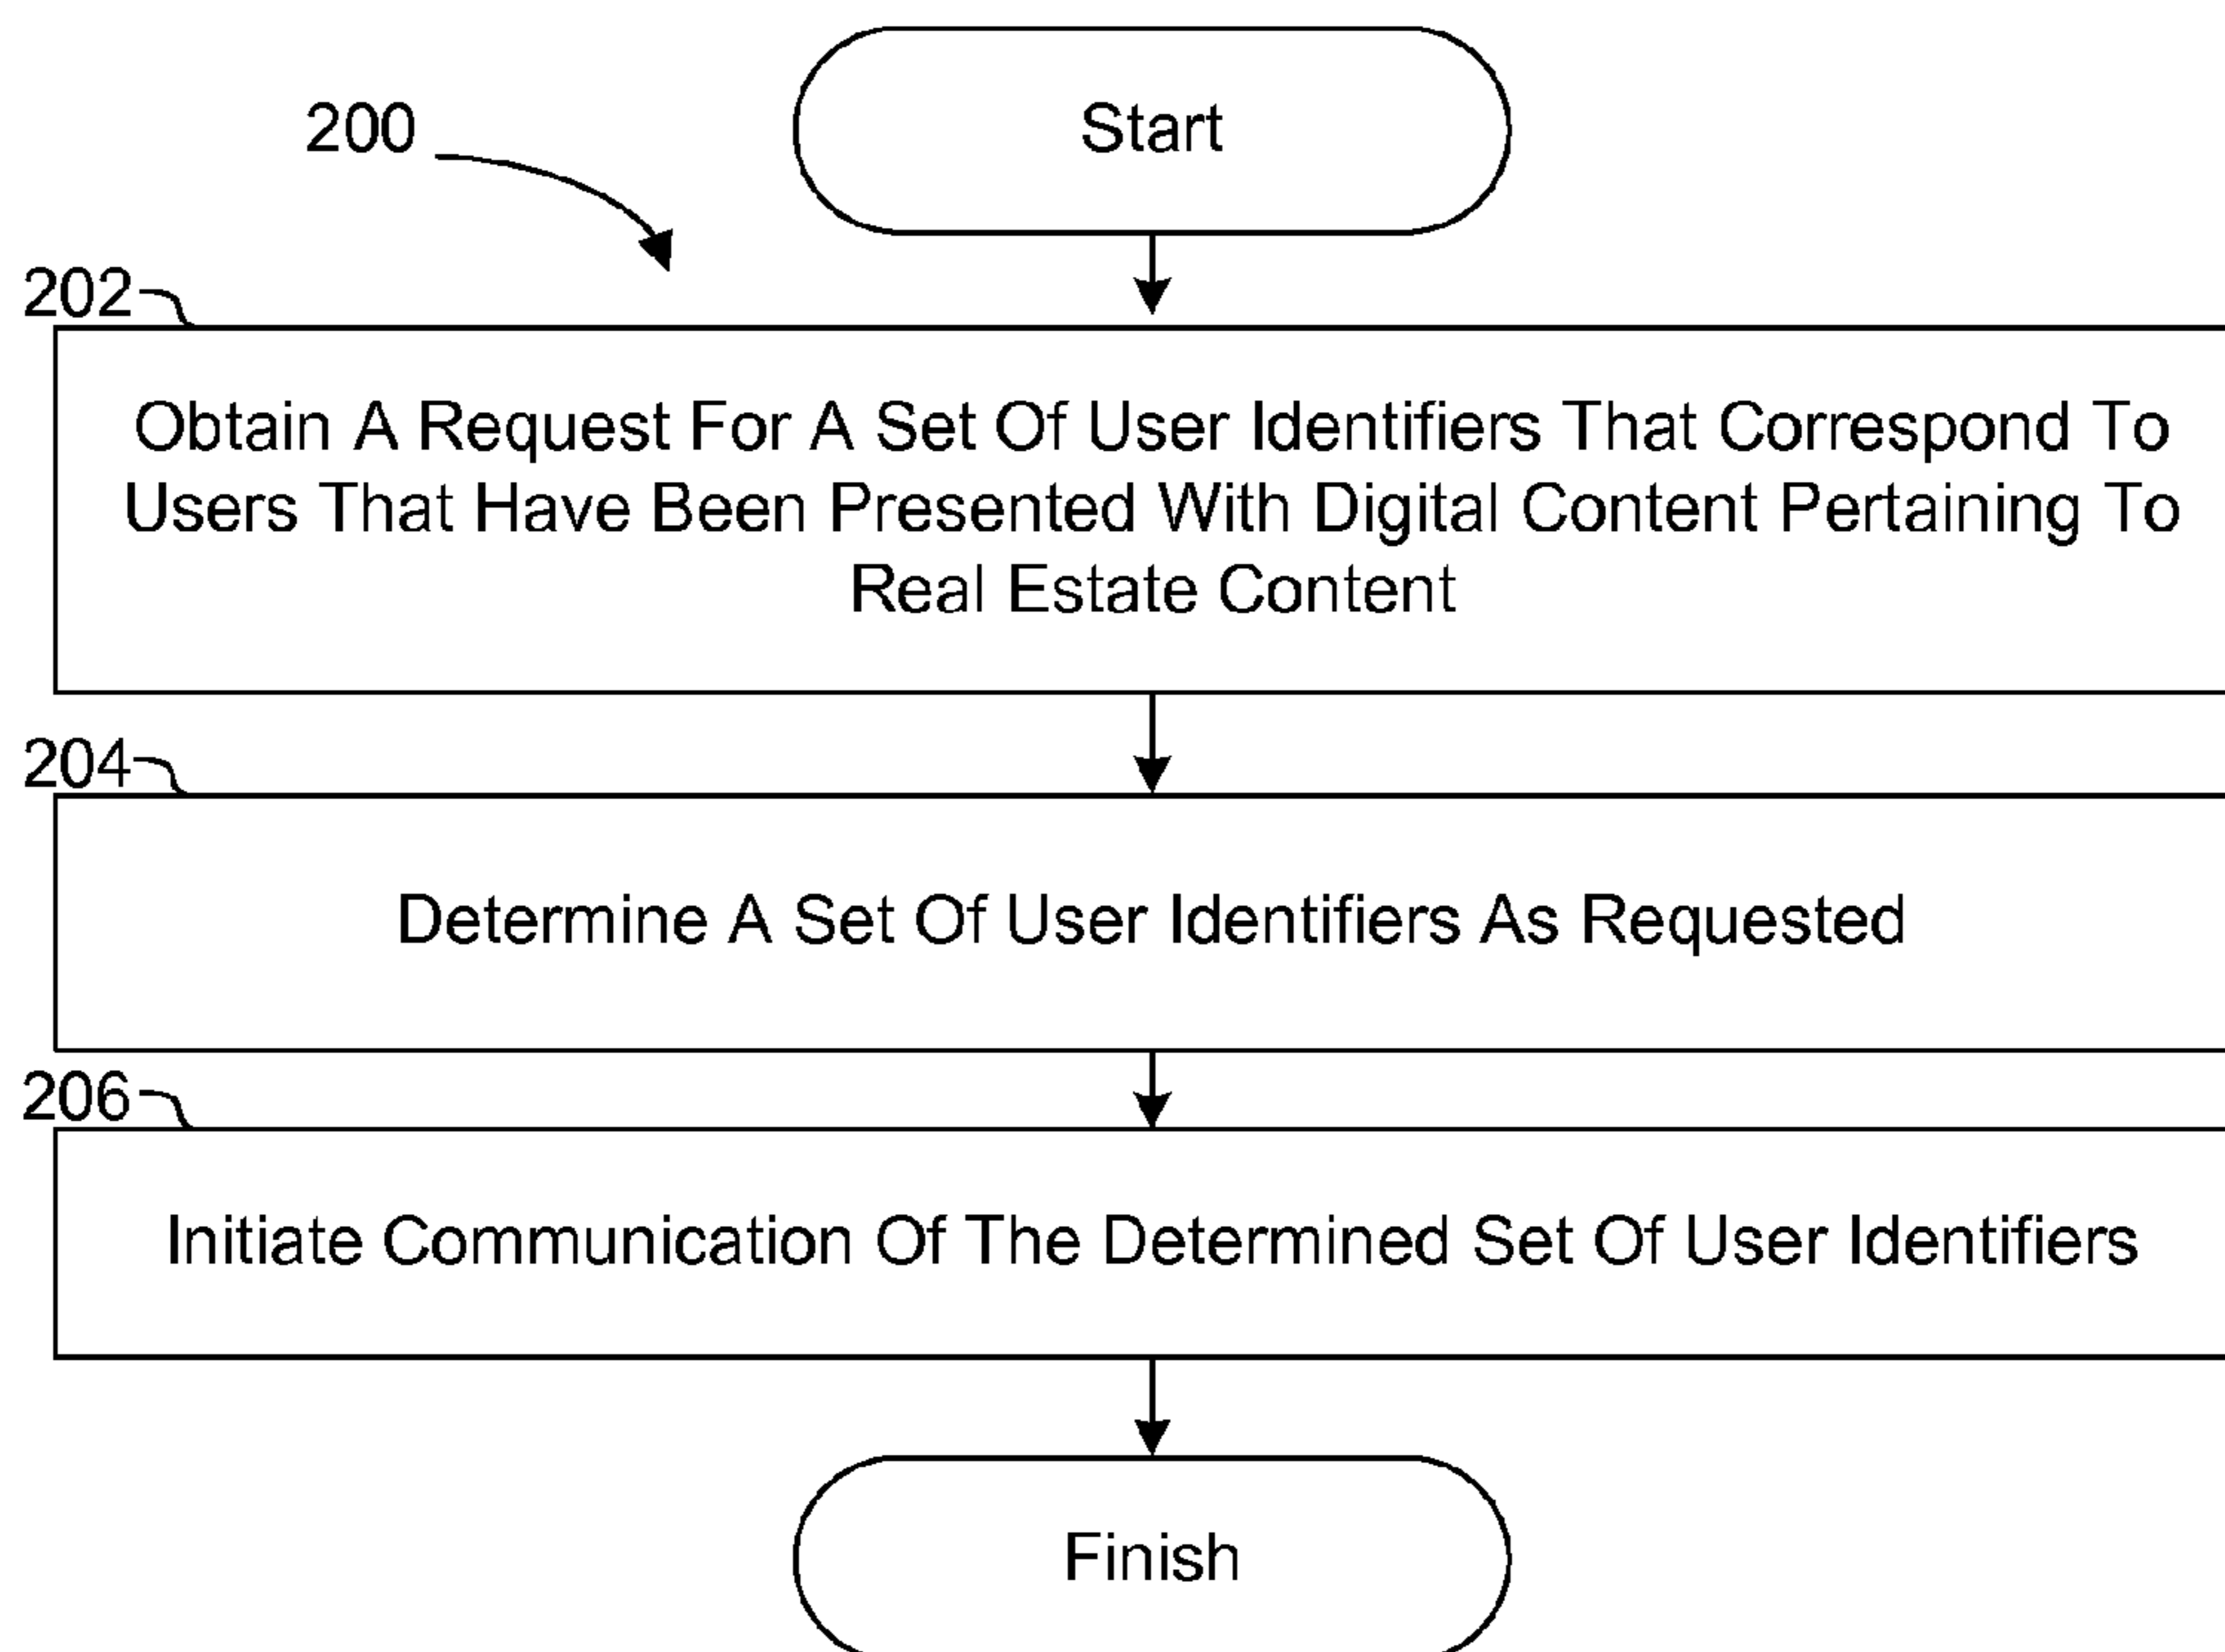 Start
200
202
Obtain A Request For A Set Of User Identifiers That Correspond To
Users That Have Been Presented With Digital Content Pertaining To
Real Estate Content
204
Determine A Set Of User Identifiers As Requested
206
Initiate Communication Of The Determined Set Of User Identifiers
Finish